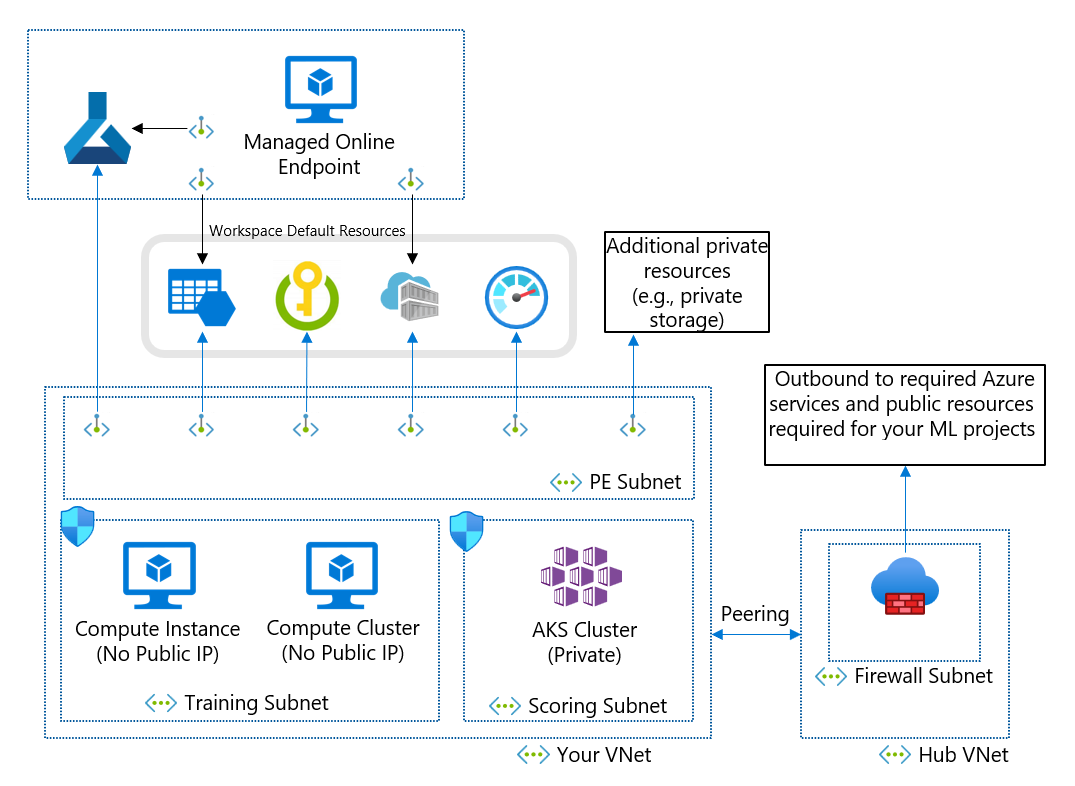 Managed Online
Endpoint
Workspace Default Resources
Additional private
resources
(e.g., private
storage)
Outbound to required Azure
services and public resources
required for your ML projects
PE Subnet
Compute Instance
(No Public IP)
Compute Cluster
(No Public IP)
Training Subnet
AKS Cluster
(Private)
Scoring Subnet
Your VNet
Peering
Firewall Subnet
Hub VNet